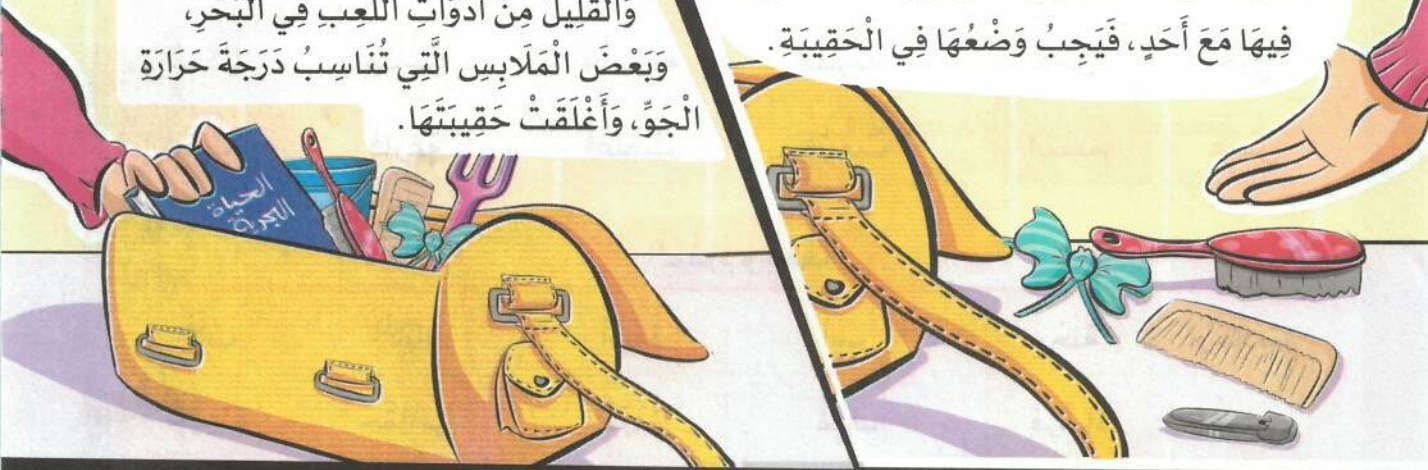 فِيهَا مَعَ أَحَدٍ، فَيَجِبُ وَضْعُهَا فِي الْحَقِيبَةِ.
وَالْقَلِيلَ مِنْ أَدَوَاتِ اللَّعِبِ فِي الْبَحْرِ،
وَبَعْضَ الْمَلَابِسِ الَّتِي تُنَاسِبُ دَرَجَةَ حَرَارَةِ
الْجَوِّ، وَأَغْلَقَتْ حَقِيبَتَهَا.
الحياة
البحرية